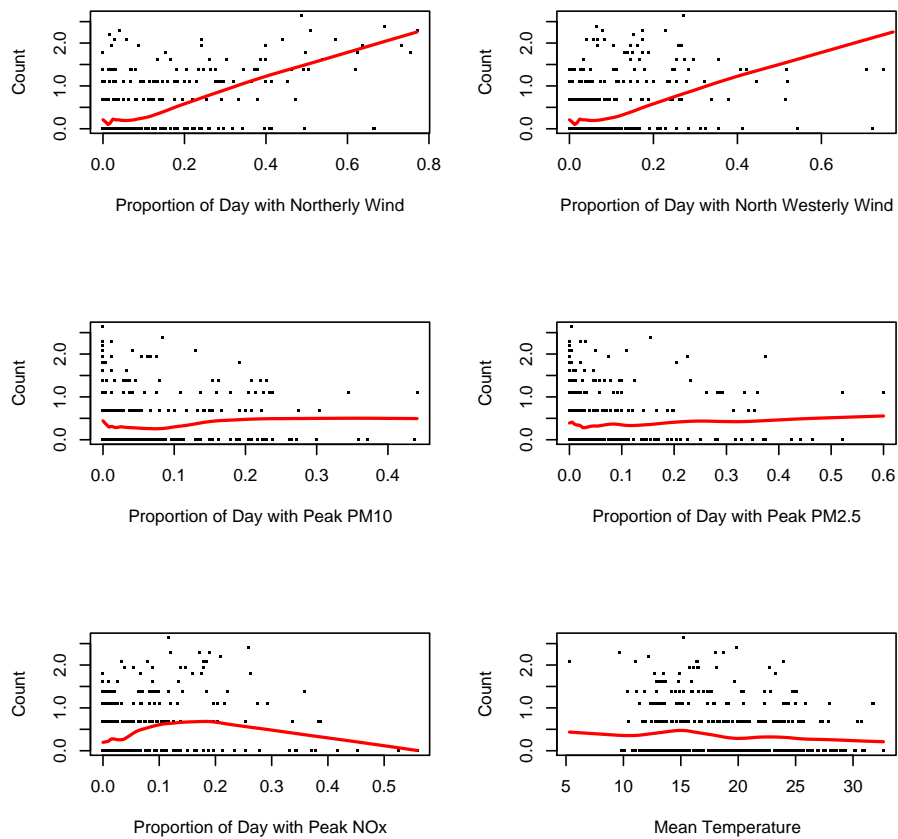 Count
0.0 1.0 2.0
0.0 0.2 0.4 0.6 0.8
Proportion of Day with Northerly Wind
Count
0.0 1.0 2.0
0.0 0.2 0.4 0.6
Proportion of Day with North Westerly Wind
Count
0.0 1.0 2.0
0.0 0.1 0.2 0.3 0.4
Proportion of Day with Peak PM10
Count
0.0 1.0 2.0
0.0 0.1 0.2 0.3 0.4 0.5 0.6
Proportion of Day with Peak PM2.5
Count
0.0 1.0 2.0
0.0 0.1 0.2 0.3 0.4 0.5
Proportion of Day with Peak NOx
Count
0.0 1.0 2.0
5 10 15 20 25 30
Mean Temperature